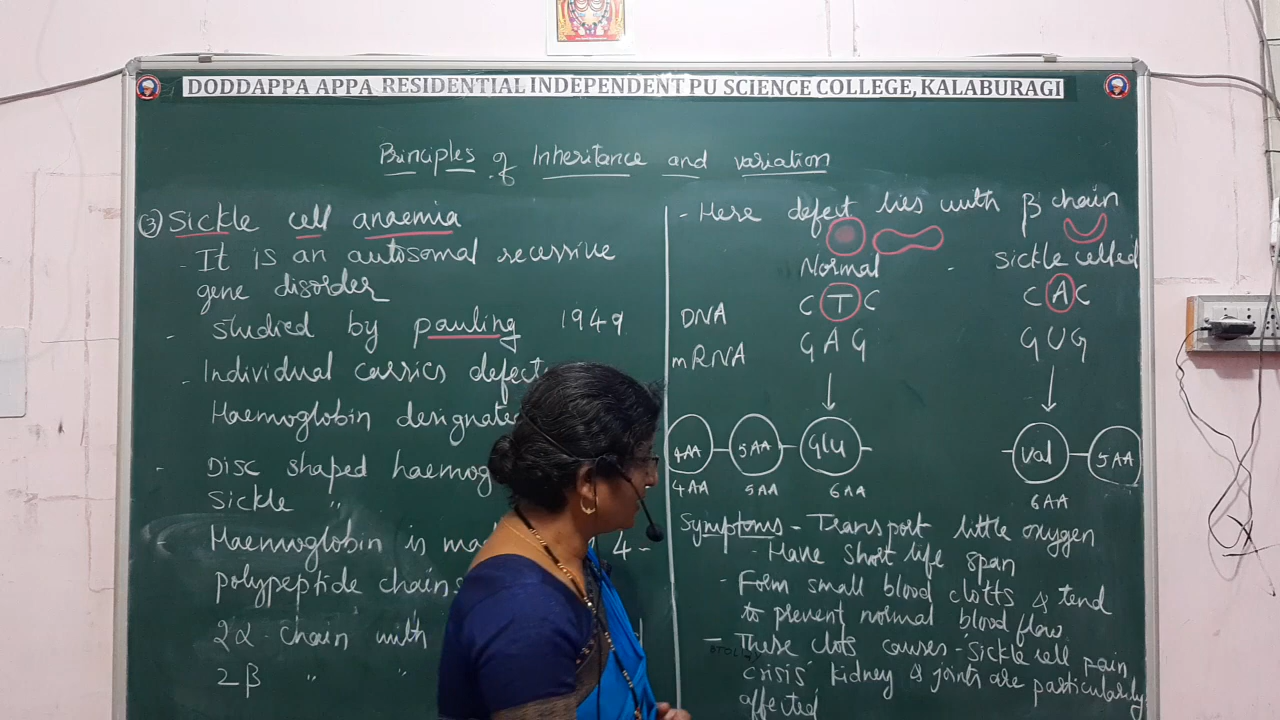 DODDAPPA APPA RESIDENTIAL INDEPENDENT PU SCIENCE COLLEGE, KALABURAGI
Principles of Inheritance and variation
③ Sickle cell anaemia
- It is an autosomal recessive
gene disorder
- studied by pauling 1949
- Individual carries defect
Haemoglobin designate
- Disc shaped haemog
Sickle "
- Haemoglobin is ma 4-
polypeptide chains
2α chain with
2β " "
- Here defect lies with β chain
Normal - Sickle celled
DNA C T C C A C
mRNA G A G G U G
4AA 5AA Glu val 5AA
4AA 5AA 6AA 6AA
Symptoms - Transport little oxygen
- Have short life span
- Form small blood clotts & tend
to prevent normal blood flow
- These clots causes - 'Sickle cell pain
crisis' kidney & joints are particularly
affected